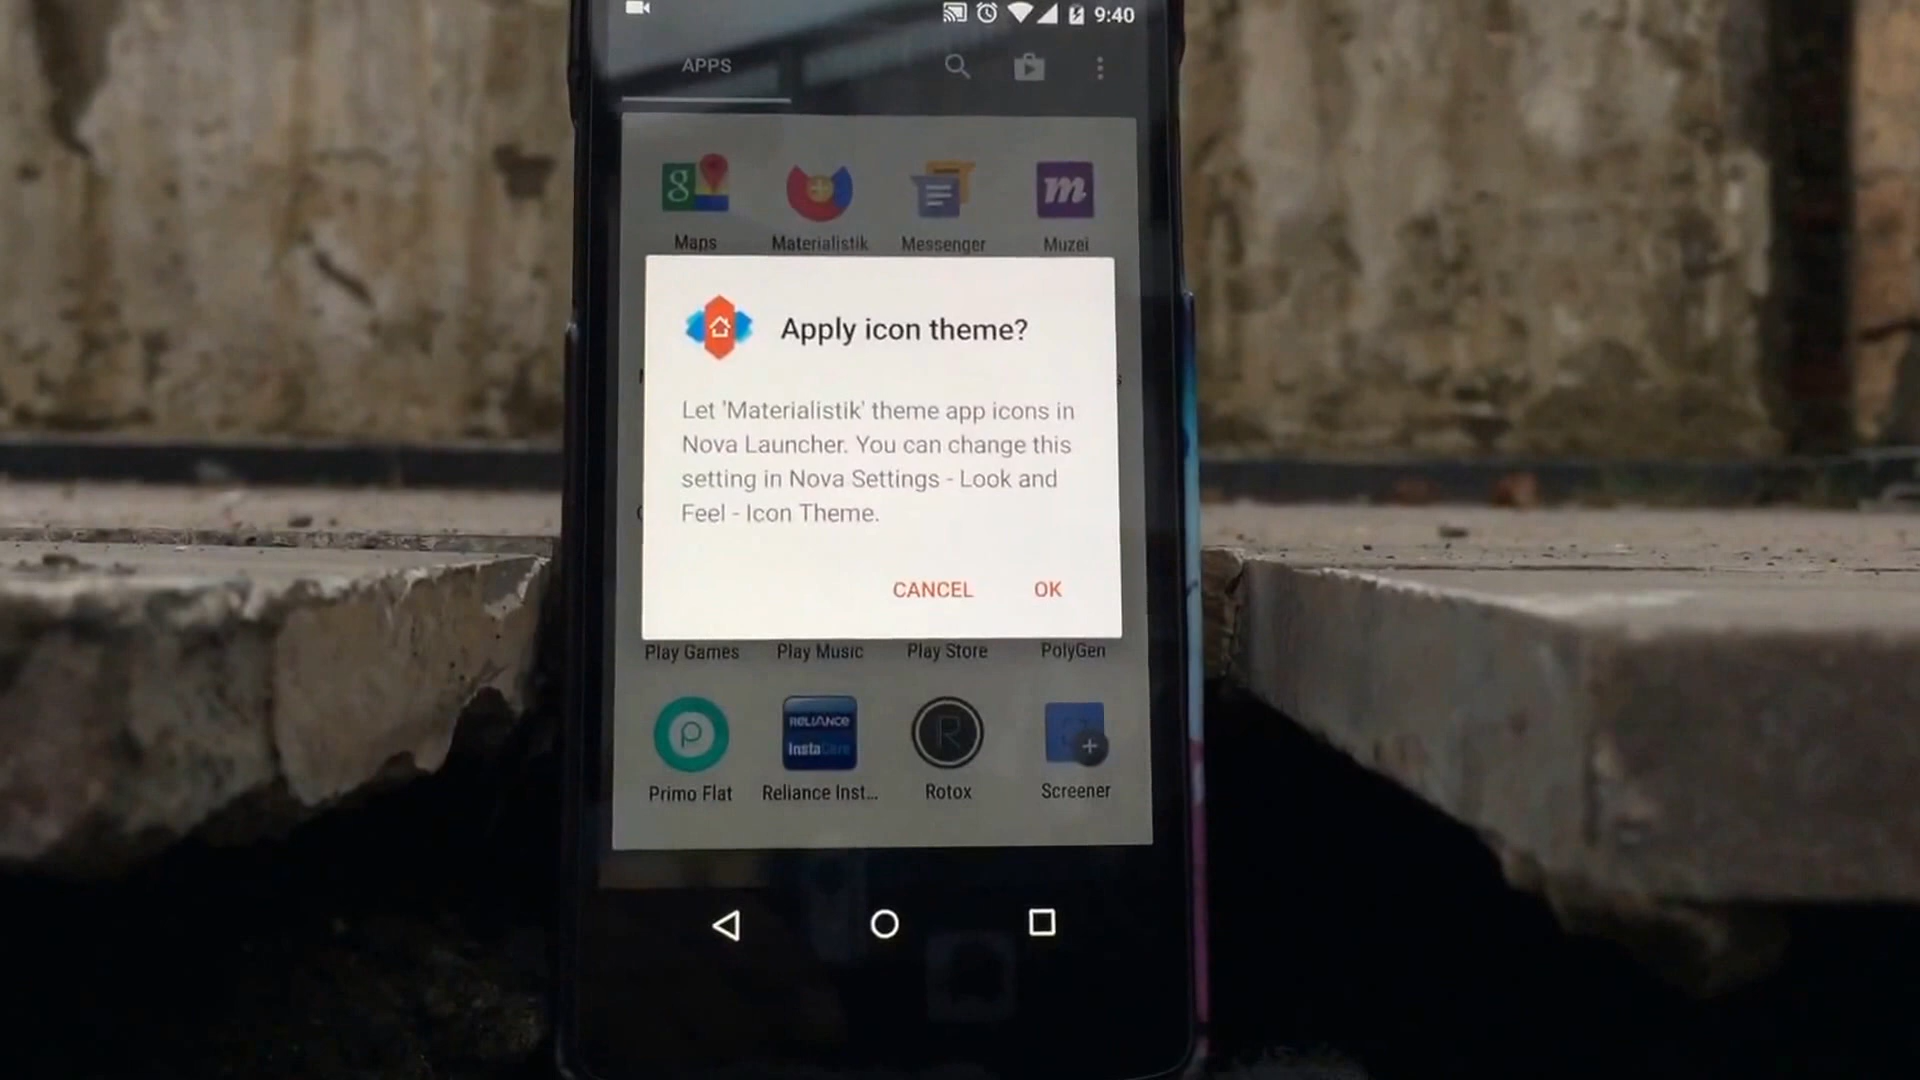 9:40
APPS
Maps Materialistik Messenger Muzei
Apply icon theme?
Let 'Materialistik' theme app icons in
Nova Launcher. You can change this
setting in Nova Settings - Look and
Feel - Icon Theme.
CANCEL OK
Play Games Play Music Play Store PolyGen
RELIANCE
InstaCare
Primo Flat Reliance Inst... Rotox Screener